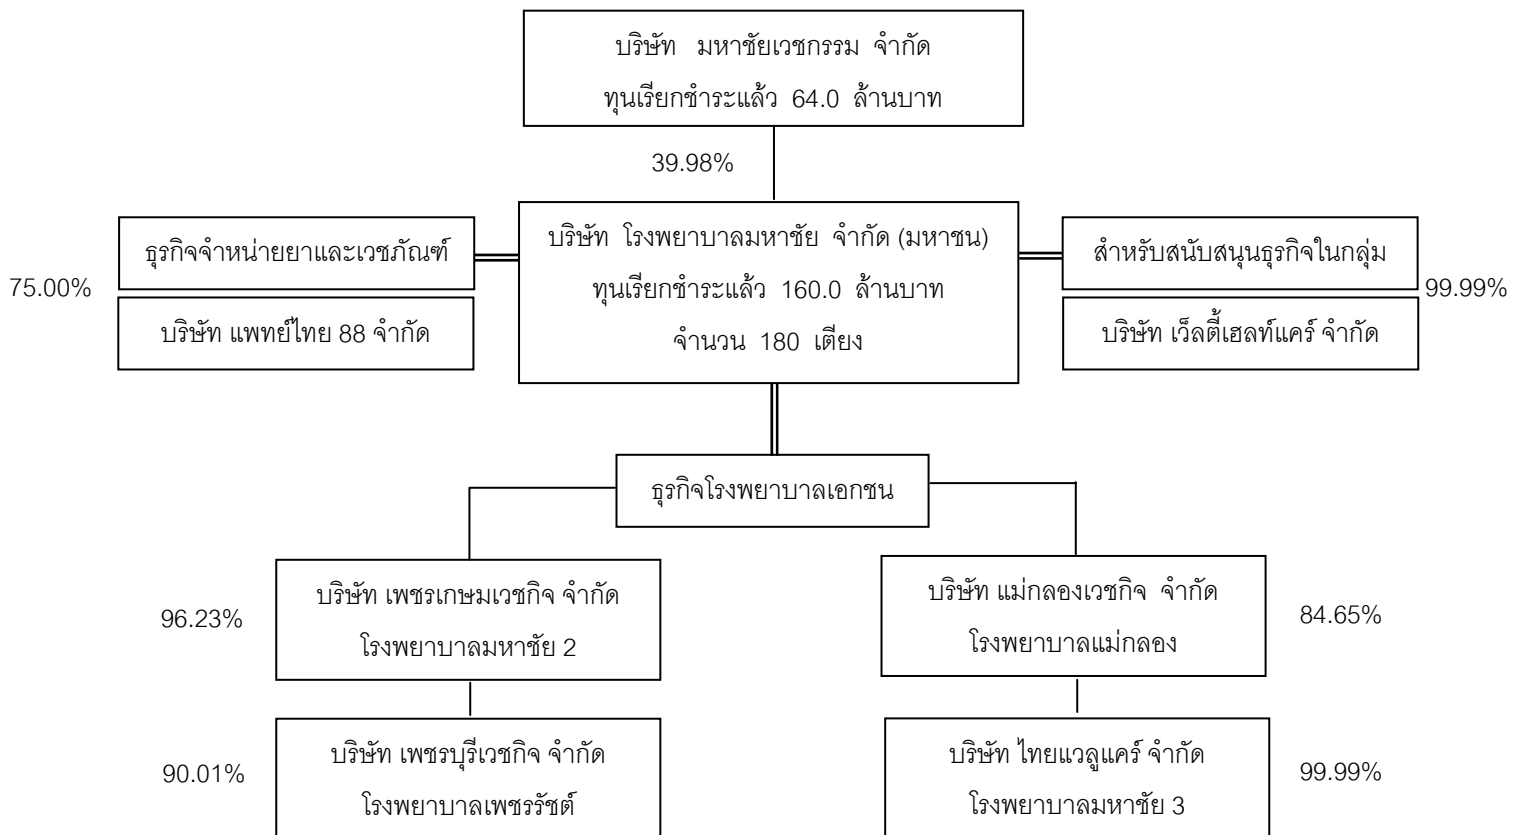 บริษัท มหาชัยเวชกรรม จำกัด
ทุนเรียกชำระแล้ว 64.0 ล้านบาท
39.98%
ธุรกิจจำหน่ายยาและเวชภัณฑ์
75.00%
บริษัท แพทย์ไทย 88 จำกัด
บริษัท โรงพยาบาลมหาชัย จำกัด (มหาชน)
ทุนเรียกชำระแล้ว 160.0 ล้านบาท
จำนวน 180 เตียง
สำหรับสนับสนุนธุรกิจในกลุ่ม
99.99%
บริษัท เว็ลตี้เฮลท์แคร์ จำกัด
ธุรกิจโรงพยาบาลเอกชน
96.23%
บริษัท เพชรเกษมเวชกิจ จำกัด
โรงพยาบาลมหาชัย 2
บริษัท แม่กลองเวชกิจ จำกัด
โรงพยาบาลแม่กลอง
84.65%
90.01%
บริษัท เพชรบุรีเวชกิจ จำกัด
โรงพยาบาลเพชรรัชต์
บริษัท ไทยแวลูแคร์ จำกัด
โรงพยาบาลมหาชัย 3
99.99%